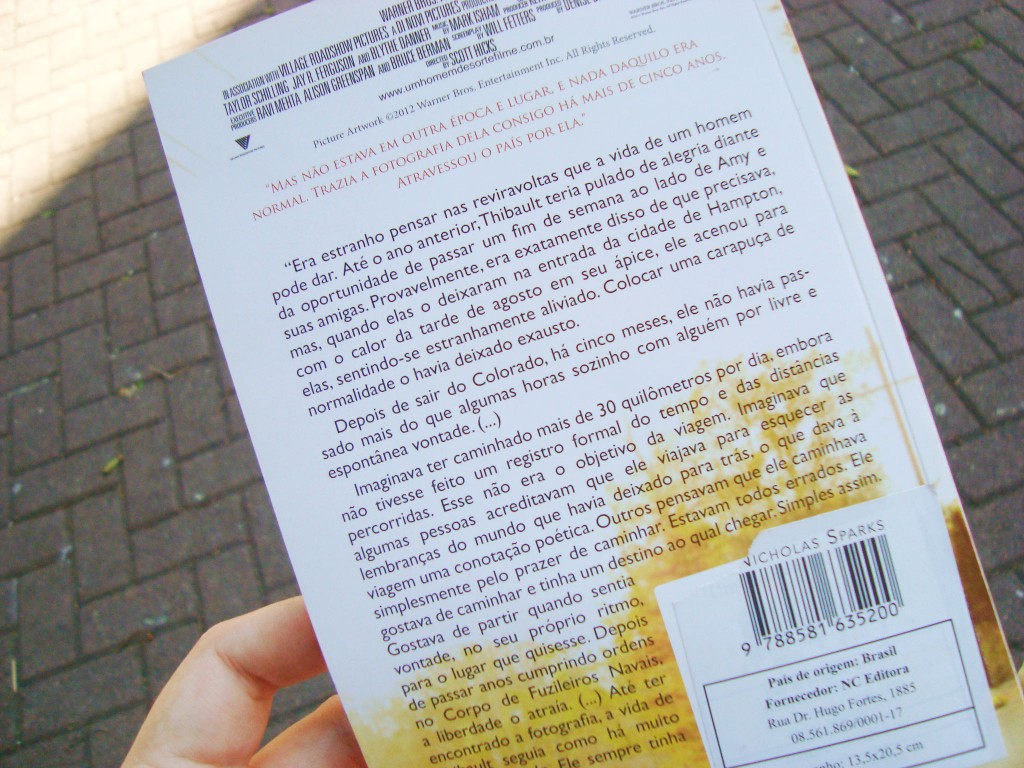 WARNER BROS.
IN ASSOCIATION WITH VILLAGE ROADSHOW PICTURES A DI NOVI PICTURES
TAYLOR SCHILLING JAY R. FERGUSON AND BLYTHE DANNER MUSIC BY MARK ISHAM
EXECUTIVE PRODUCERS RAVI MEHTA ALISON GREENSPAN AND BRUCE BERMAN SCREENPLAY BY WILL FETTERS
DIRECTED BY SCOTT HICKS
www.umhomemdesortefilme.com.br
Picture Artwork ©2012 Warner Bros. Entertainment Inc. All Rights Reserved.
"MAS NÃO ESTAVA EM OUTRA ÉPOCA E LUGAR, E NADA DAQUILO ERA
NORMAL. TRAZIA A FOTOGRAFIA DELA CONSIGO HÁ MAIS DE CINCO ANOS.
ATRAVESSOU O PAÍS POR ELA."
"Era estranho pensar nas reviravoltas que a vida de um homem
pode dar. Até o ano anterior, Thibault teria pulado de alegria diante
da oportunidade de passar um fim de semana ao lado de Amy e
suas amigas. Provavelmente, era exatamente disso de que precisava,
mas, quando elas o deixaram na entrada da cidade de Hampton,
com o calor da tarde de agosto em seu ápice, ele acenou para
elas, sentindo-se estranhamente aliviado. Colocar uma carapuça de
normalidade o havia deixado exausto.
Depois de sair do Colorado, há cinco meses, ele não havia pas-
sado mais do que algumas horas sozinho com alguém por livre e
espontânea vontade. (...)
Imaginava ter caminhado mais de 30 quilômetros por dia, embora
não tivesse feito um registro formal do tempo e das distâncias
percorridas. Esse não era o objetivo da viagem. Imaginava que
algumas pessoas acreditavam que ele viajava para esquecer as
lembranças do mundo que havia deixado para trás, o que dava à
viagem uma conotação poética. Outros pensavam que ele caminhava
simplesmente pelo prazer de caminhar. Estavam todos errados. Ele
gostava de caminhar e tinha um destino ao qual chegar. Simples assim.
Gostava de partir quando sentia
vontade, no seu próprio ritmo,
para o lugar que quisesse. Depois
de passar anos cumprindo ordens
no Corpo de Fuzileiros Navais,
a liberdade o atraia. (...) Até ter
encontrado a fotografia, a vida de
seguia como há muito
Ele sempre tinha
NICHOLAS SPARKS
9 788581 635200
País de origem: Brasil
Fornecedor: NC Editora
Rua Dr. Hugo Fortes, 1885
08.561.869/0001-17
13,5x20,5 cm